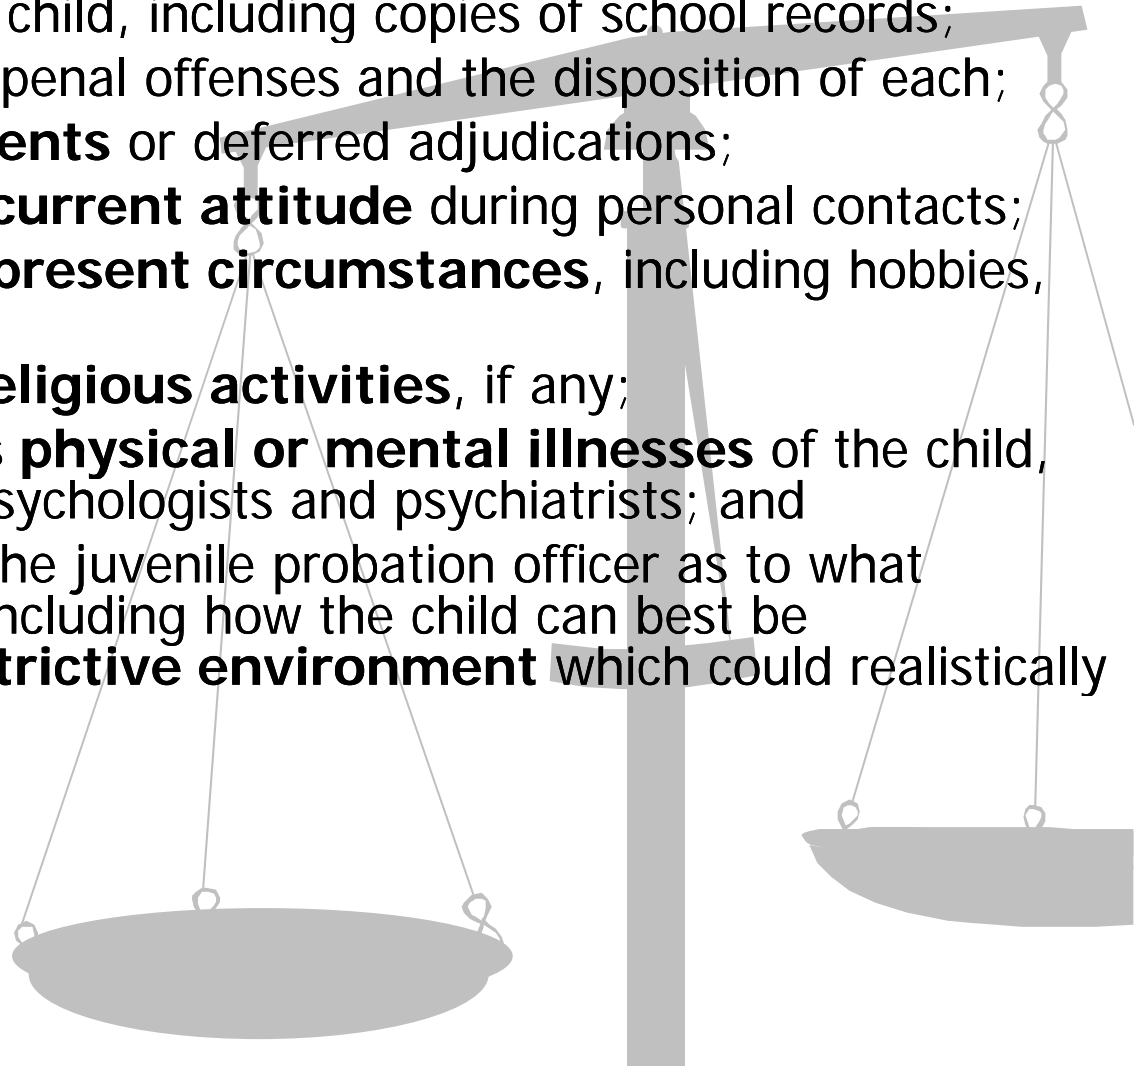 child, including copies of school records;
penal offenses and the disposition of each;
ents or deferred adjudications;
current attitude during personal contacts;
present circumstances, including hobbies,
eligious activities, if any;
s physical or mental illnesses of the child,
sychologists and psychiatrists; and
he juvenile probation officer as to what
ncluding how the child can best be
trictive environment which could realistically